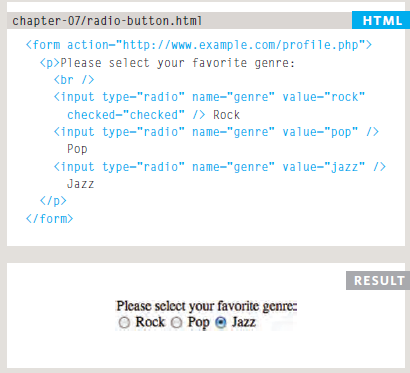 chapter-07/radio-button.html HTML
<form action="http://www.example.com/profile.php">
<p>Please select your favorite genre:
<br />
<input type="radio" name="genre" value="rock"
checked="checked" /> Rock
<input type="radio" name="genre" value="pop" />
Pop
<input type="radio" name="genre" value="jazz" />
Jazz
</p>
</form>
RESULT
Please select your favorite genre:
Rock Pop Jazz